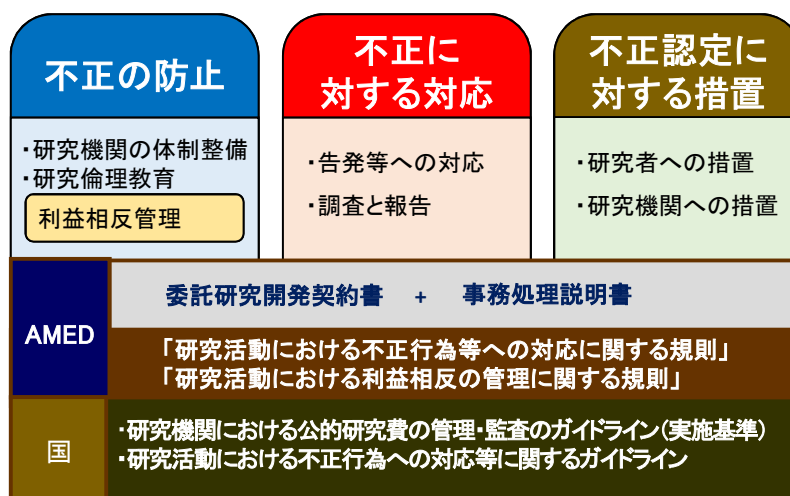 不正の防止
・研究機関の体制整備
・研究倫理教育
利益相反管理
不正に
対する対応
・告発等への対応
・調査と報告
不正認定に
対する措置
・研究者への措置
・研究機関への措置
AMED
委託研究開発契約書 + 事務処理説明書
「研究活動における不正行為等への対応に関する規則」
「研究活動における利益相反の管理に関する規則」
国
・研究機関における公的研究費の管理・監査のガイドライン(実施基準)
・研究活動における不正行為への対応等に関するガイドライン